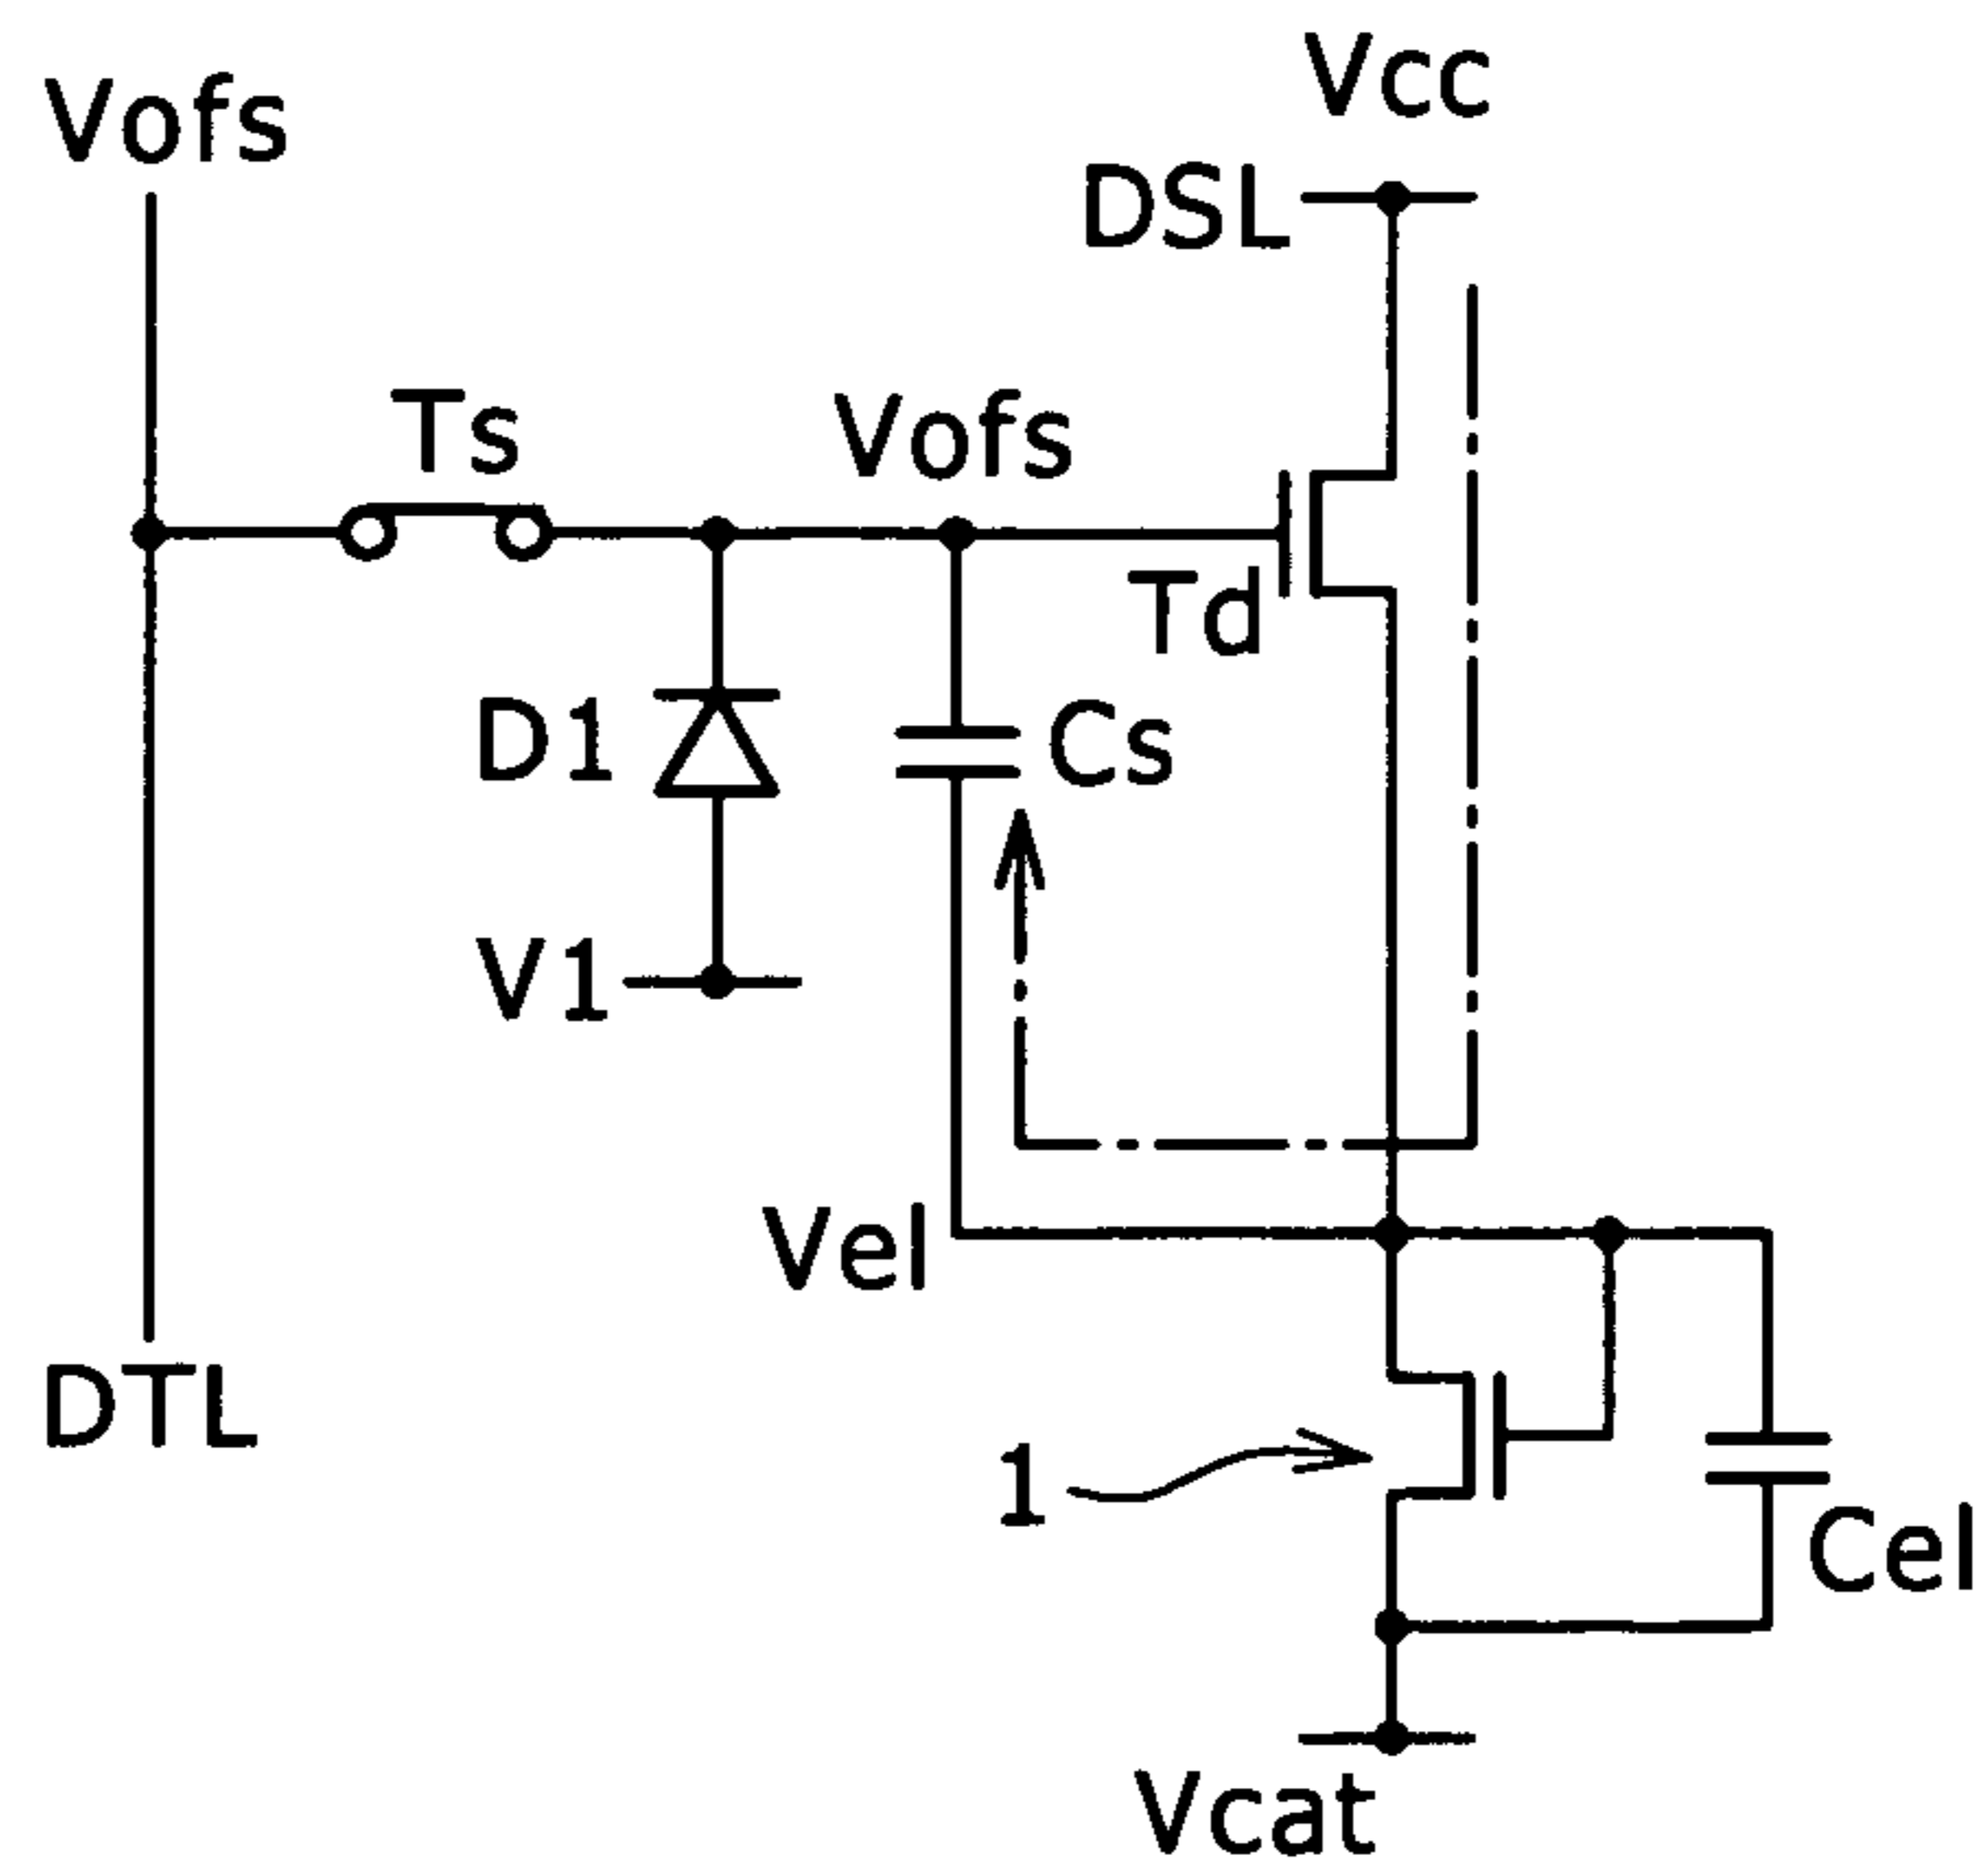 Vcc
Vofs
DSL
Ts
Vofs
Td
D1
Cs
V1
Vel
DTL
1
Cel
Vcat